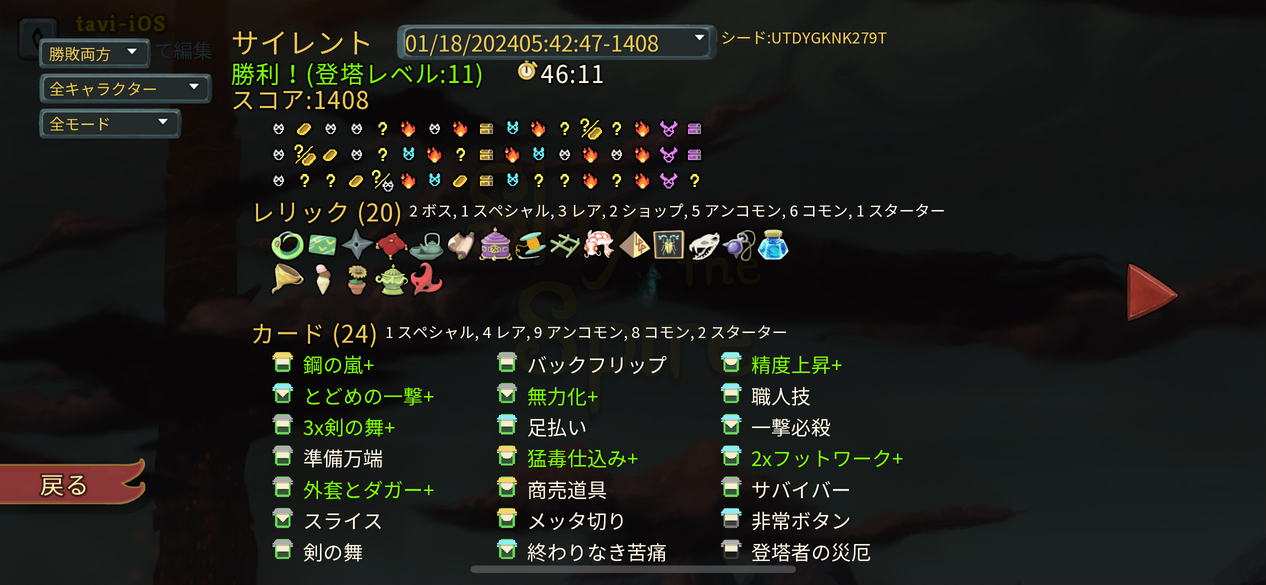 tavi-iOS
勝敗両方
て編集
全キャラクター
全モード
サイレント
01/18/202405:42:47-1408
シード:UTDYGKNK279T
勝利！(登塔レベル:11)
46:11
スコア:1408
レリック (20) 2 ボス, 1 スペシャル, 3 レア, 2 ショップ, 5 アンコモン, 6 コモン, 1 スターター
カード (24) 1 スペシャル, 4 レア, 9 アンコモン, 8 コモン, 2 スターター
鋼の嵐+ バックフリップ 精度上昇+
とどめの一撃+ 無力化+ 職人技
3x剣の舞+ 足払い 一撃必殺
準備万端 猛毒仕込み+ 2xフットワーク+
外套とダガー+ 商売道具 サバイバー
スライス メッタ切り 非常ボタン
剣の舞 終わりなき苦痛 登塔者の災厄
戻る